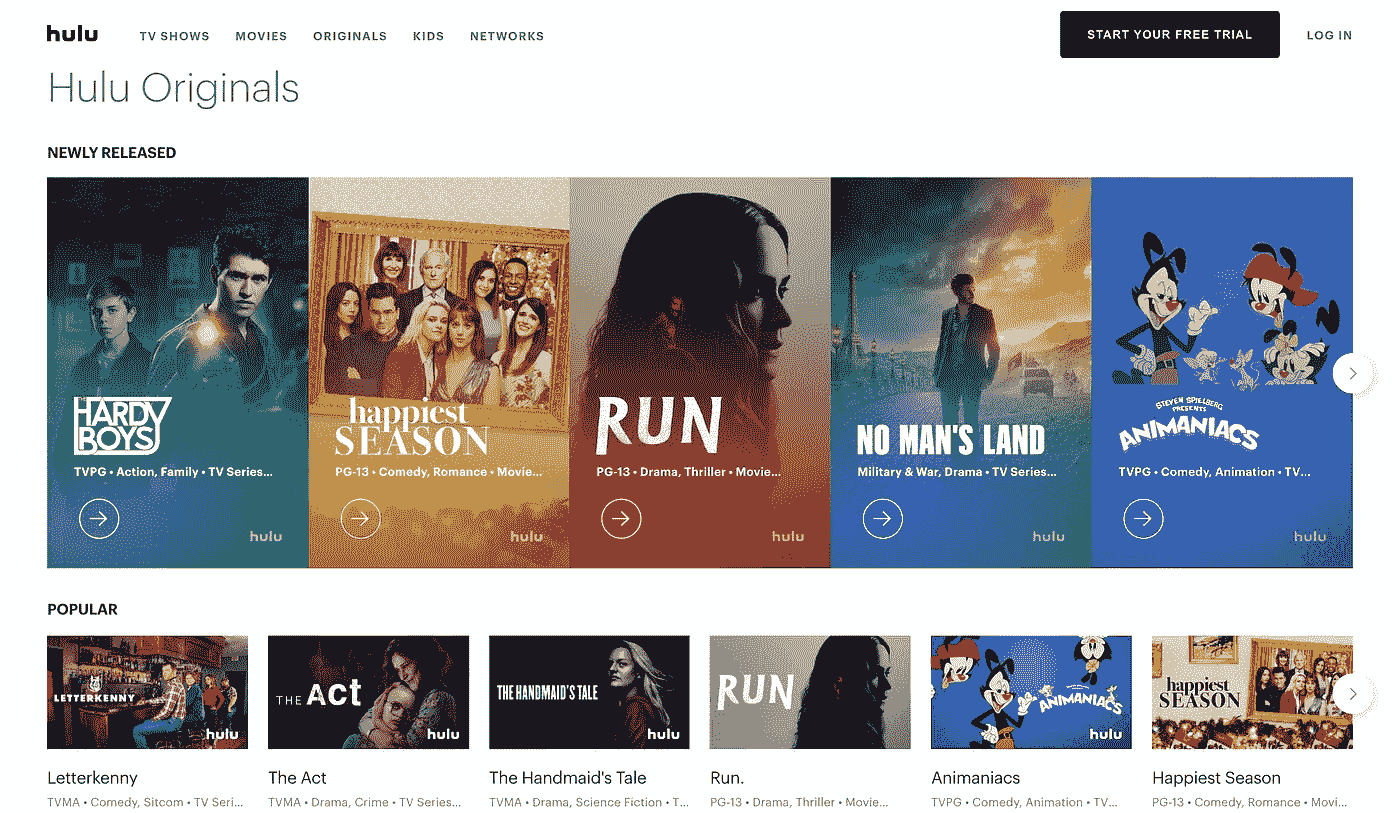 hulu TV SHOWS MOVIES ORIGINALS KIDS NETWORKS START YOUR FREE TRIAL LOG IN
Hulu Originals
NEWLY RELEASED
HARDY
BOYS
TVPG • Action, Family • TV Series...
hulu
happiest
SEASON
PG-13 • Comedy, Romance • Movie...
hulu
RUN
PG-13 • Drama, Thriller • Movie...
hulu
NO MAN'S LAND
Military & War, Drama • TV Series...
hulu
STEVEN SPIELBERG
PRESENTS
ANIMANIACS
TVPG • Comedy, Animation • TV...
hulu
POPULAR
LETTERKENNY
hulu
Letterkenny
TVMA • Comedy, Sitcom • TV Seri...
THE ACT
hulu
The Act
TVMA • Drama, Crime • TV Series...
THE HANDMAID'S TALE
hulu
The Handmaid's Tale
TVMA • Drama, Science Fiction • T...
RUN
Run.
PG-13 • Drama, Thriller • Movie...
ANIMANIACS
hulu
Animaniacs
TVPG • Comedy, Animation • TV...
happiest
SEASON
Happiest Season
PG-13 • Comedy, Romance • Movi...